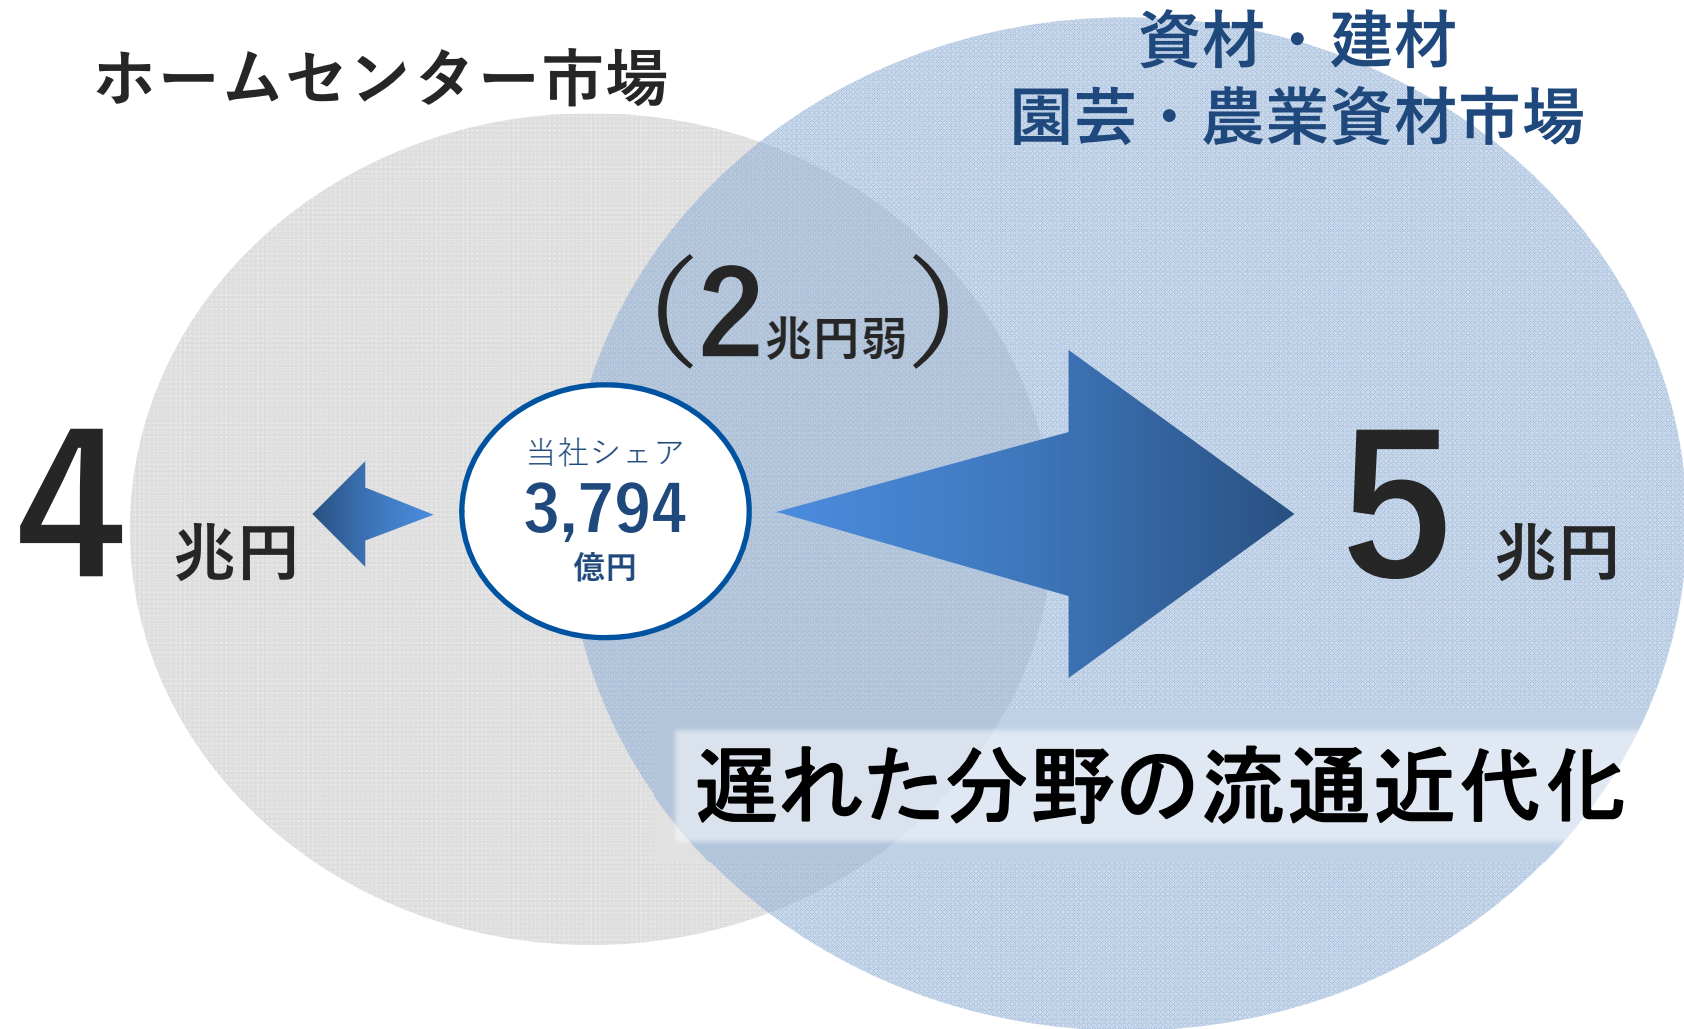 ホームセンター市場
資材・建材
園芸・農業資材市場
（2兆円弱）
4兆円
当社シェア
3,794
億円
5兆円
遅れた分野の流通近代化